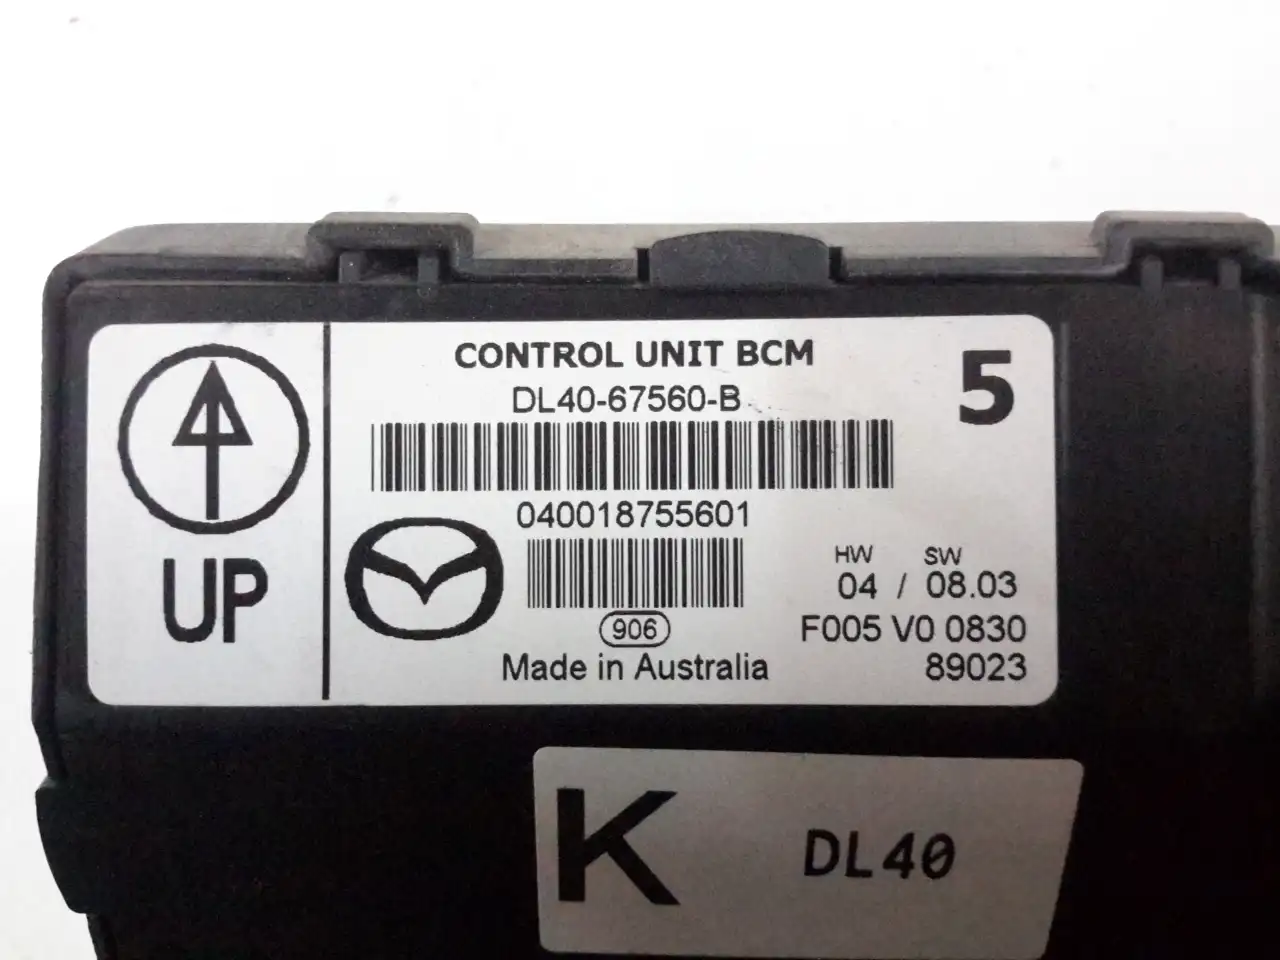 UP
CONTROL UNIT BCM
DL40-67560-B
5
040018755601
HW SW
04 / 08.03
906
F005 V0 0830
Made in Australia
89023
K DL40